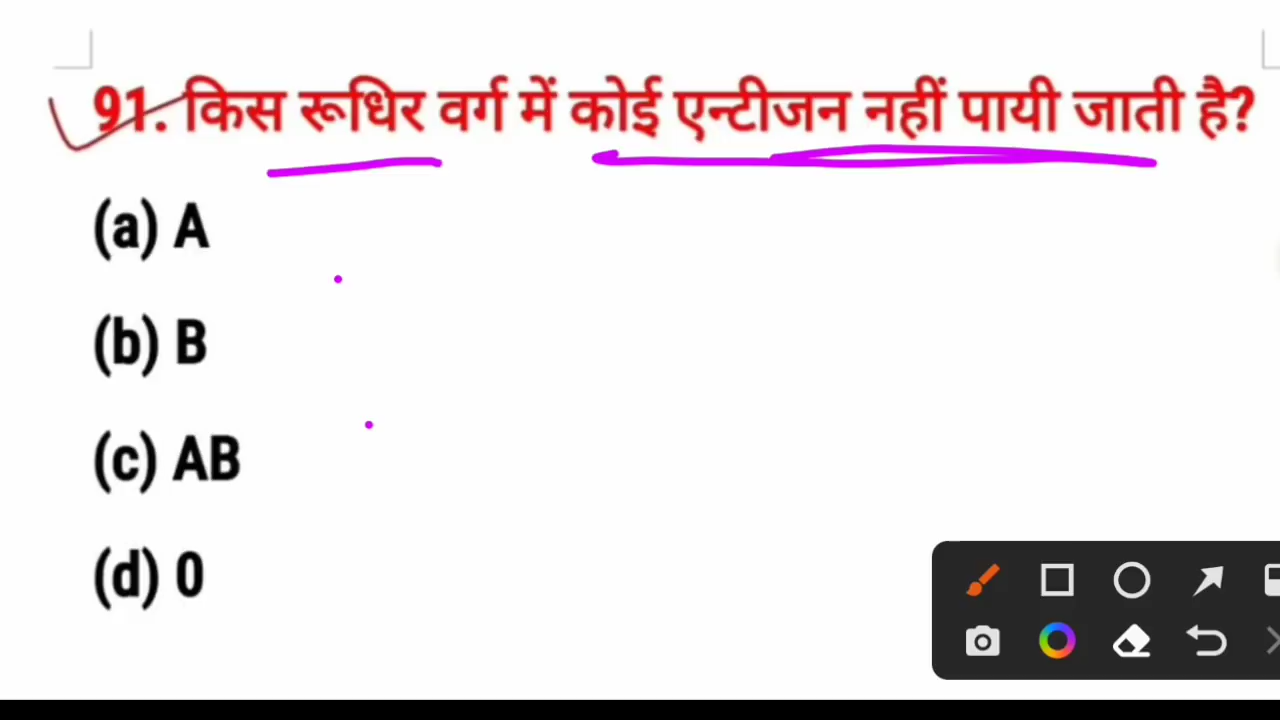 91. किस रूधिर वर्ग में कोई एन्टीजन नहीं पायी जाती है?
(a) A
(b) B
(c) AB
(d) 0